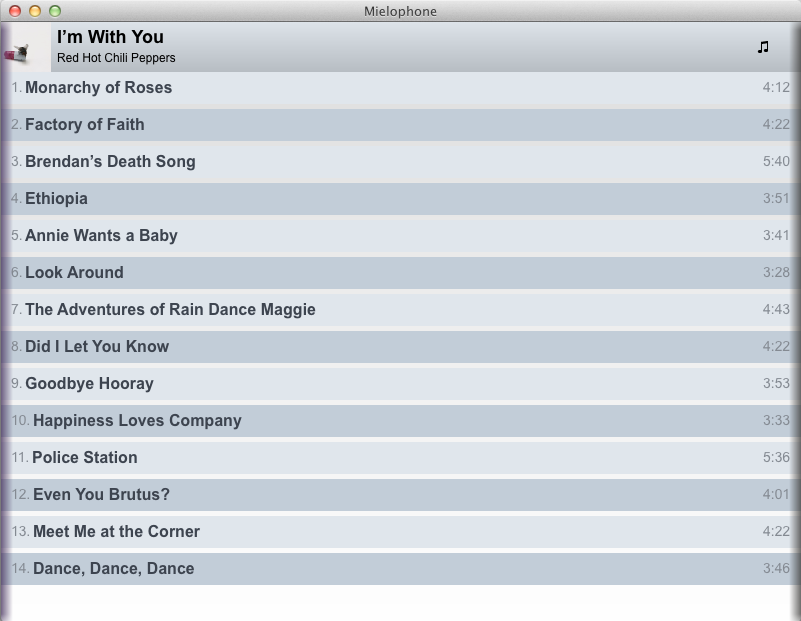 Mielophone
I’m With You
Red Hot Chili Peppers
1. Monarchy of Roses 4:12
2. Factory of Faith 4:22
3. Brendan’s Death Song 5:40
4. Ethiopia 3:51
5. Annie Wants a Baby 3:41
6. Look Around 3:28
7. The Adventures of Rain Dance Maggie 4:43
8. Did I Let You Know 4:22
9. Goodbye Hooray 3:53
10. Happiness Loves Company 3:33
11. Police Station 5:36
12. Even You Brutus? 4:01
13. Meet Me at the Corner 4:22
14. Dance, Dance, Dance 3:46